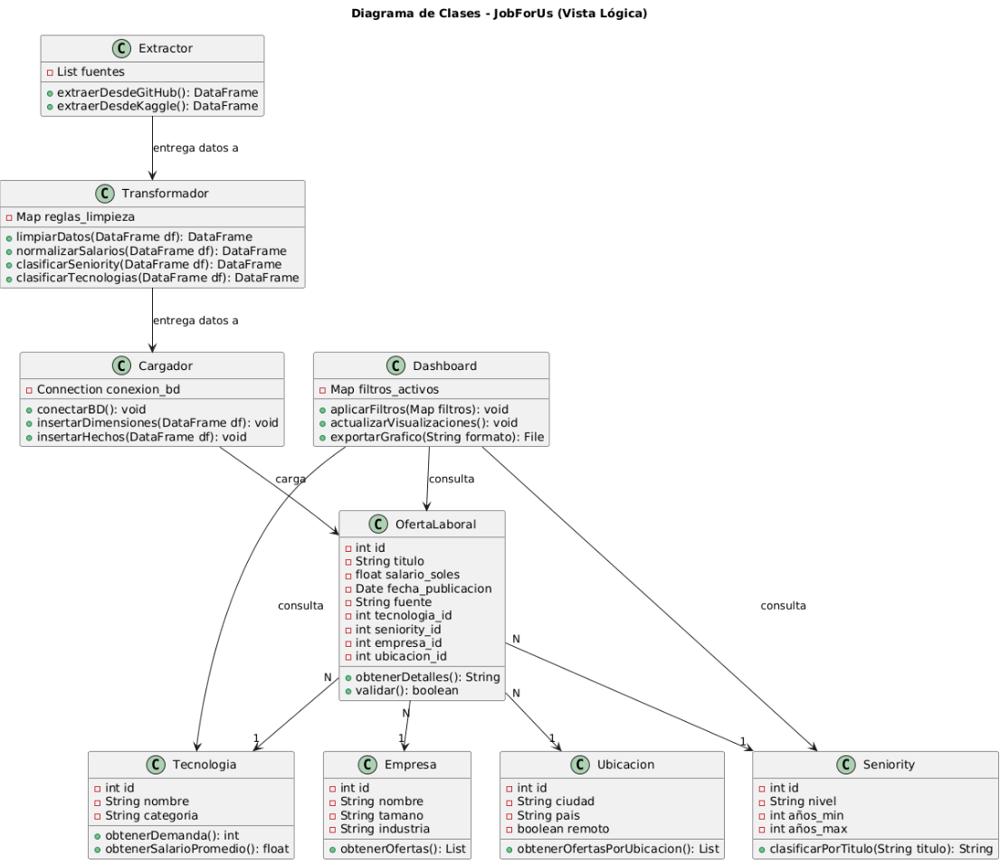 Diagrama de Clases - JobForUs (Vista Lógica)
C Extractor
List fuentes
extraerDesdeGitHub(): DataFrame
extraerDesdeKaggle(): DataFrame
entrega datos a
C Transformador
Map reglas_limpieza
limpiarDatos(DataFrame df): DataFrame
normalizarSalarios(DataFrame df): DataFrame
clasificarSeniority(DataFrame df): DataFrame
clasificarTecnologias(DataFrame df): DataFrame
entrega datos a
C Cargador
Connection conexion_bd
conectarBD(): void
insertarDimensiones(DataFrame df): void
insertarHechos(DataFrame df): void
C Dashboard
Map filtros_activos
aplicarFiltros(Map filtros): void
actualizarVisualizaciones(): void
exportarGrafico(String formato): File
carga
consulta
C OfertaLaboral
int id
String titulo
float salario_soles
Date fecha_publicacion
String fuente
int tecnologia_id
int seniority_id
int empresa_id
int ubicacion_id
obtenerDetalles(): String
validar(): boolean
consulta
consulta
N
N
N
N
1
1
1
1
C Tecnologia
int id
String nombre
String categoria
obtenerDemanda(): int
obtenerSalarioPromedio(): float
C Empresa
int id
String nombre
String tamano
String industria
obtenerOfertas(): List
C Ubicacion
int id
String ciudad
String pais
boolean remoto
obtenerOfertasPorUbicacion(): List
C Seniority
int id
String nivel
int años_min
int años_max
clasificarPorTitulo(String titulo): String